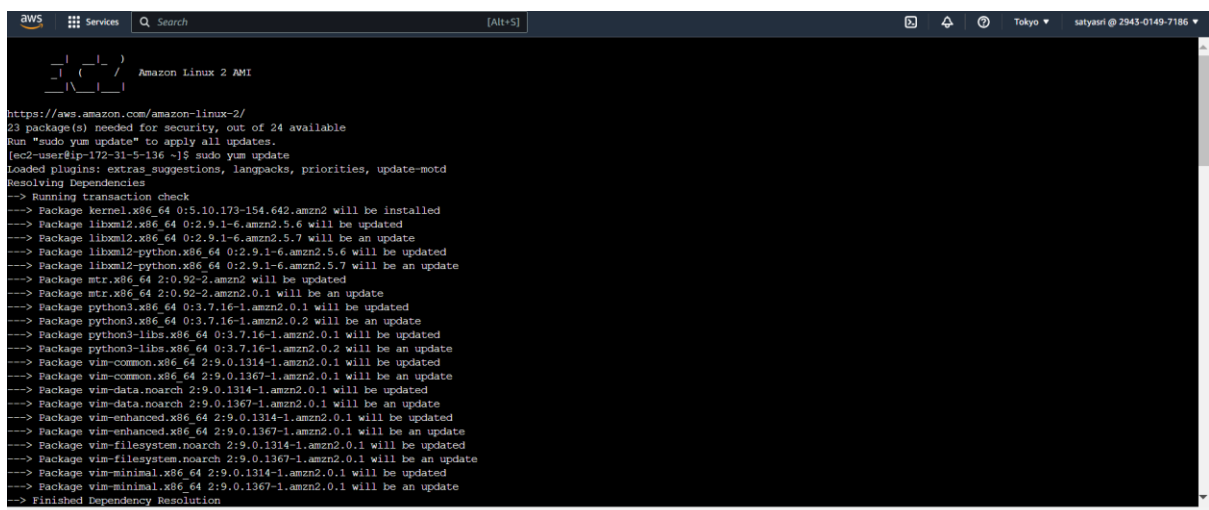 aws Services Search [Alt+S] Tokyo satyasri @ 2943-0149-7186
__|  __|_  )
_|  (     /   Amazon Linux 2 AMI
___|\___|___|
https://aws.amazon.com/amazon-linux-2/
23 package(s) needed for security, out of 24 available
Run "sudo yum update" to apply all updates.
[ec2-user@ip-172-31-5-136 ~]$ sudo yum update
Loaded plugins: extras_suggestions, langpacks, priorities, update-motd
Resolving Dependencies
--> Running transaction check
---> Package kernel.x86_64 0:5.10.173-154.642.amzn2 will be installed
---> Package libxml2.x86_64 0:2.9.1-6.amzn2.5.6 will be updated
---> Package libxml2.x86_64 0:2.9.1-6.amzn2.5.7 will be an update
---> Package libxml2-python.x86_64 0:2.9.1-6.amzn2.5.6 will be updated
---> Package libxml2-python.x86_64 0:2.9.1-6.amzn2.5.7 will be an update
---> Package mtr.x86_64 2:0.92-2.amzn2 will be updated
---> Package mtr.x86_64 2:0.92-2.amzn2.0.1 will be an update
---> Package python3.x86_64 0:3.7.16-1.amzn2.0.1 will be updated
---> Package python3.x86_64 0:3.7.16-1.amzn2.0.2 will be an update
---> Package python3-libs.x86_64 0:3.7.16-1.amzn2.0.1 will be updated
---> Package python3-libs.x86_64 0:3.7.16-1.amzn2.0.2 will be an update
---> Package vim-common.x86_64 2:9.0.1314-1.amzn2.0.1 will be updated
---> Package vim-common.x86_64 2:9.0.1367-1.amzn2.0.1 will be an update
---> Package vim-data.noarch 2:9.0.1314-1.amzn2.0.1 will be updated
---> Package vim-data.noarch 2:9.0.1367-1.amzn2.0.1 will be an update
---> Package vim-enhanced.x86_64 2:9.0.1314-1.amzn2.0.1 will be updated
---> Package vim-enhanced.x86_64 2:9.0.1367-1.amzn2.0.1 will be an update
---> Package vim-filesystem.noarch 2:9.0.1314-1.amzn2.0.1 will be updated
---> Package vim-filesystem.noarch 2:9.0.1367-1.amzn2.0.1 will be an update
---> Package vim-minimal.x86_64 2:9.0.1314-1.amzn2.0.1 will be updated
---> Package vim-minimal.x86_64 2:9.0.1367-1.amzn2.0.1 will be an update
--> Finished Dependency Resolution